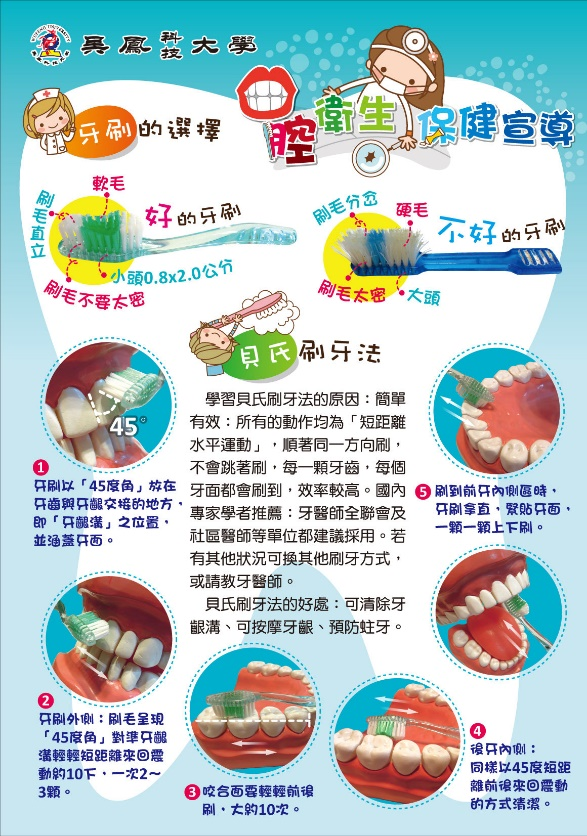 吳鳳科技大學
口腔衛生保健宣導
牙刷的選擇
軟毛
刷毛直立
好的牙刷
小頭0.8x2.0公分
刷毛不要太密
刷毛分岔
硬毛
不好的牙刷
刷毛太密
大頭
貝氏刷牙法
學習貝氏刷牙法的原因：簡單
有效：所有的動作均為「短距離
水平運動」，順著同一方向刷，
不會跳著刷，每一顆牙齒，每個
牙面都會刷到，效率較高。國內
專家學者推薦：牙醫師全聯會及
社區醫師等單位都建議採用。若
有其他狀況可換其他刷牙方式，
或請教牙醫師。
貝氏刷牙法的好處：可清除牙
齦溝、可按摩牙齦、預防蛀牙。
45°
1
牙刷以「45度角」放在
牙齒與牙齦交接的地方，
即「牙齦溝」之位置，
並涵蓋牙面。
2
牙刷外側：刷毛呈現
「45度角」對準牙齦
溝輕輕短距離來回震
動約10下，一次2～
3顆。
3 咬合面要輕輕前後
刷，大約10次。
4
後牙內側：
同樣以45度短距
離前後來回震動
的方式清潔。
5 刷到前牙內側區時，
牙刷拿直，緊貼牙面，
一顆一顆上下刷。